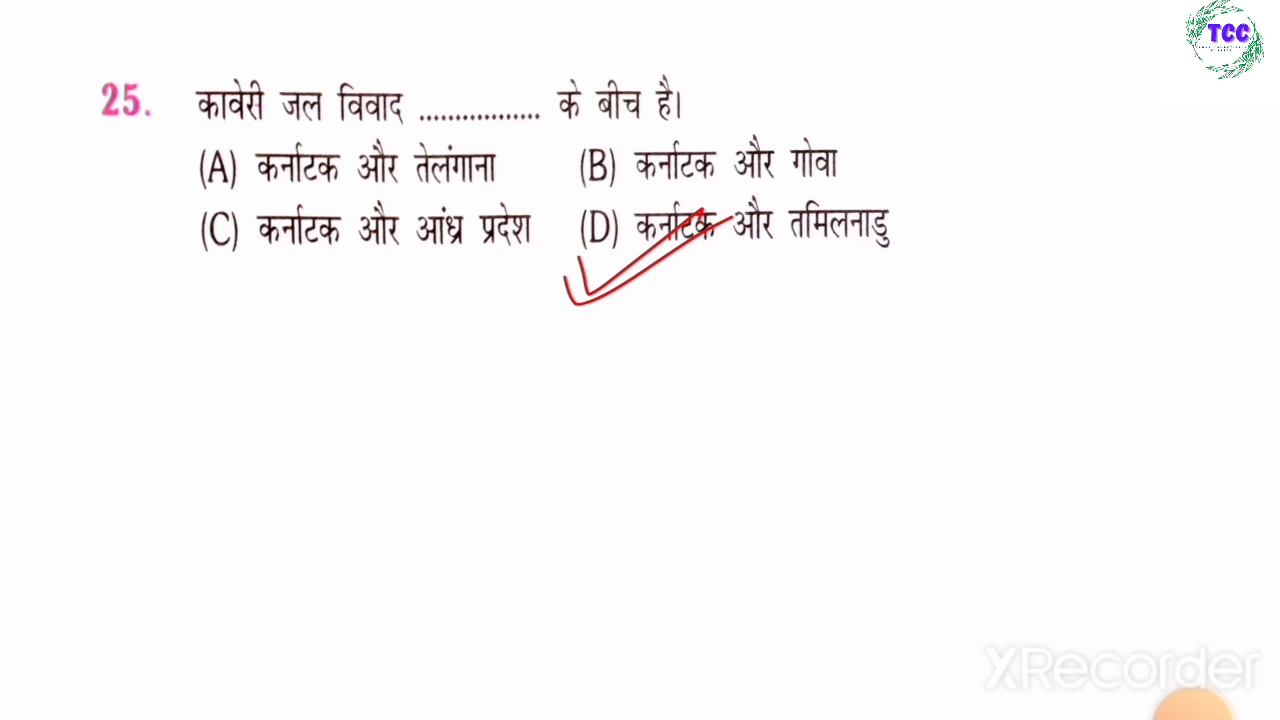 TCC
25. कावेरी जल विवाद ................. के बीच है।
(A) कर्नाटक और तेलंगाना (B) कर्नाटक और गोवा
(C) कर्नाटक और आंध्र प्रदेश (D) कर्नाटक और तमिलनाडु
XRecorder